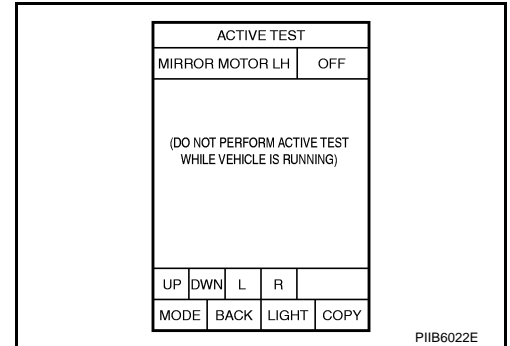 ACTIVE TEST
MIRROR MOTOR LH OFF
(DO NOT PERFORM ACTIVE TEST
WHILE VEHICLE IS RUNNING)
UP DWN L R
MODE BACK LIGHT COPY
PIIB6022E